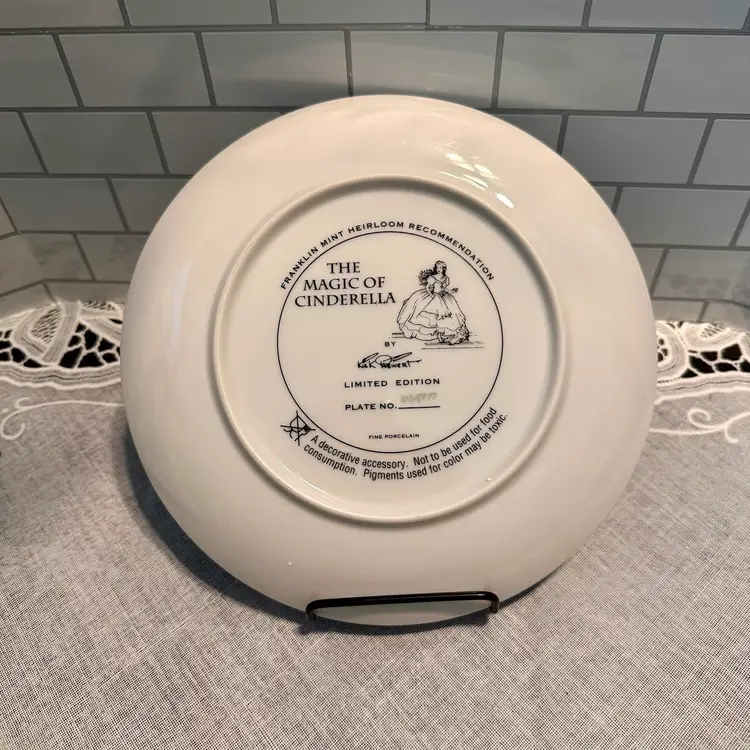 FRANKLIN MINT HEIRLOOM RECOMMENDATION
THE
MAGIC OF
CINDERELLA
BY
LIMITED EDITION
PLATE NO.
FINE PORCELAIN
A decorative accessory. Not to be used for food
consumption. Pigments used for color may be toxic.